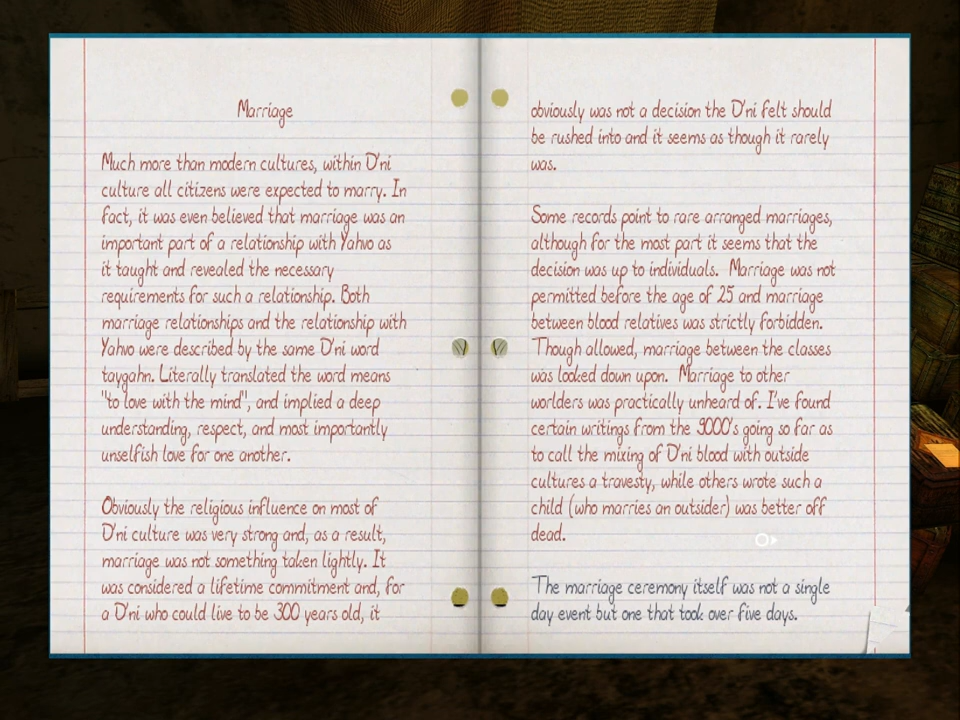 Marriage
Much more than modern cultures, within D'ni
culture all citizens were expected to marry. In
fact, it was even believed that marriage was an
important part of a relationship with Yahvo as
it taught and revealed the necessary
requirements for such a relationship. Both
marriage relationships and the relationship with
Yahvo were described by the same D'ni word
taygahn. Literally translated the word means
"to love with the mind", and implied a deep
understanding, respect, and most importantly
unselfish love for one another.
Obviously the religious influence on most of
D'ni culture was very strong and, as a result,
marriage was not something taken lightly. It
was considered a lifetime commitment and, for
a D'ni who could live to be 300 years old, it
obviously was not a decision the D'ni felt should
be rushed into and it seems as though it rarely
was.
Some records point to rare arranged marriages,
although for the most part it seems that the
decision was up to individuals. Marriage was not
permitted before the age of 25 and marriage
between blood relatives was strictly forbidden.
Though allowed, marriage between the classes
was looked down upon. Marriage to other
worlders was practically unheard of. I've found
certain writings from the 9000's going so far as
to call the mixing of D'ni blood with outside
cultures a travesty, while others wrote such a
child (who marries an outsider) was better off
dead.
The marriage ceremony itself was not a single
day event but one that took over five days.